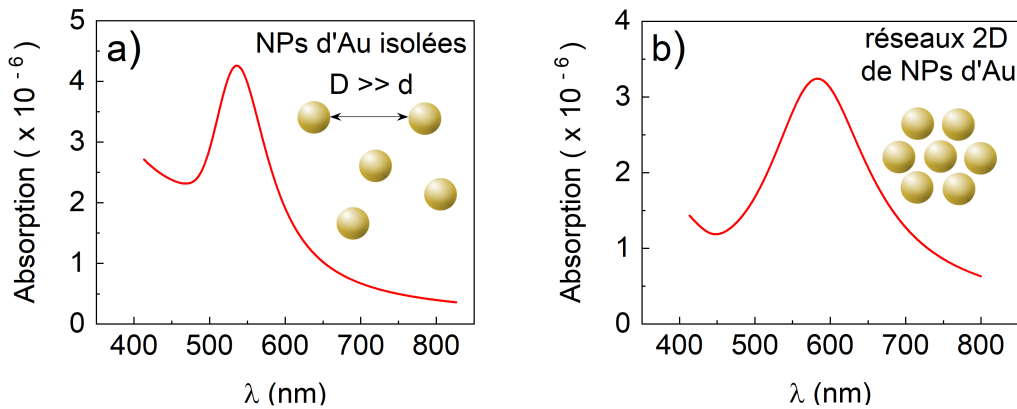 a)
NPs d'Au isolées
D >> d
Absorption ( x 10 - 6 )
5
4
3
2
1
0
400 500 600 700 800
λ (nm)
b)
réseaux 2D
de NPs d'Au
Absorption ( x 10 - 6 )
4
3
2
1
0
400 500 600 700 800
λ (nm)